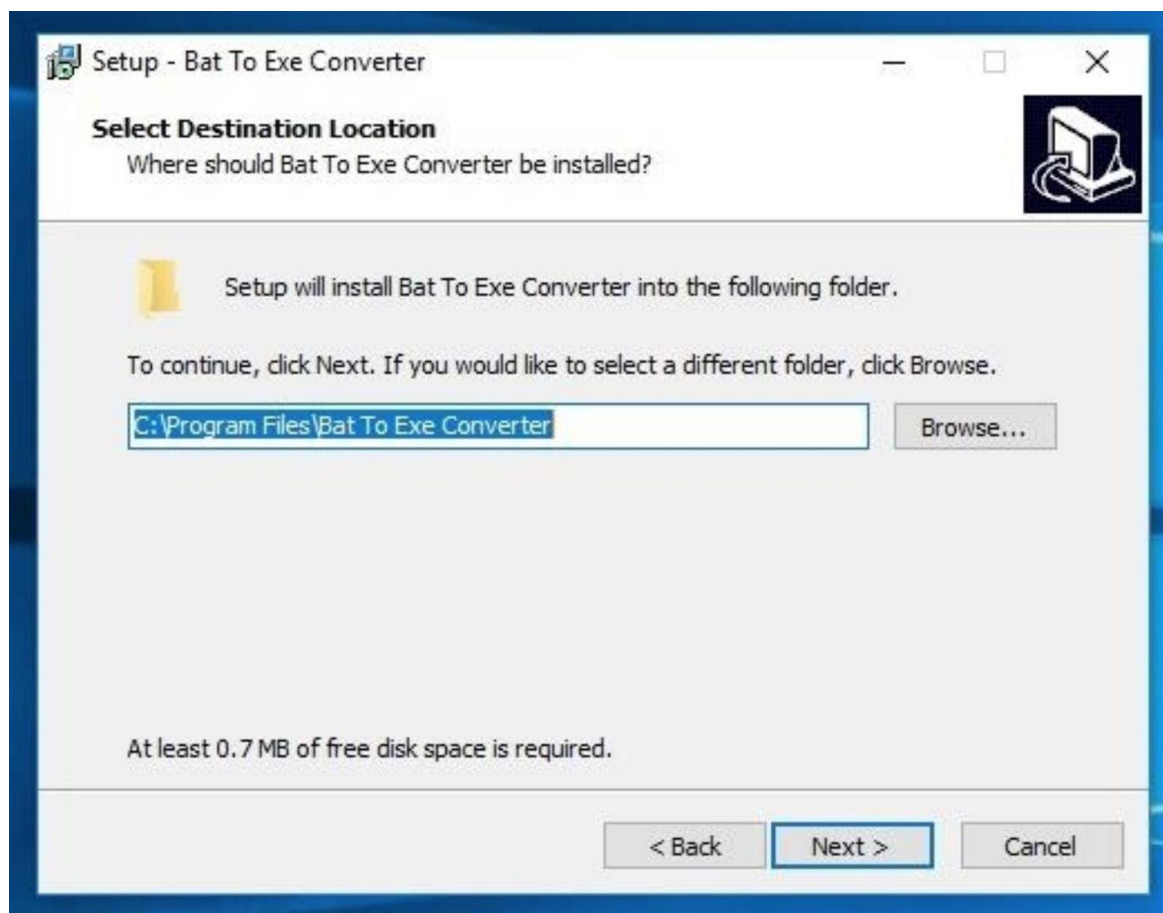 Setup - Bat To Exe Converter
Select Destination Location
Where should Bat To Exe Converter be installed?
Setup will install Bat To Exe Converter into the following folder.
To continue, click Next. If you would like to select a different folder, click Browse.
C:\Program Files\Bat To Exe Converter
Browse...
At least 0.7 MB of free disk space is required.
< Back
Next >
Cancel